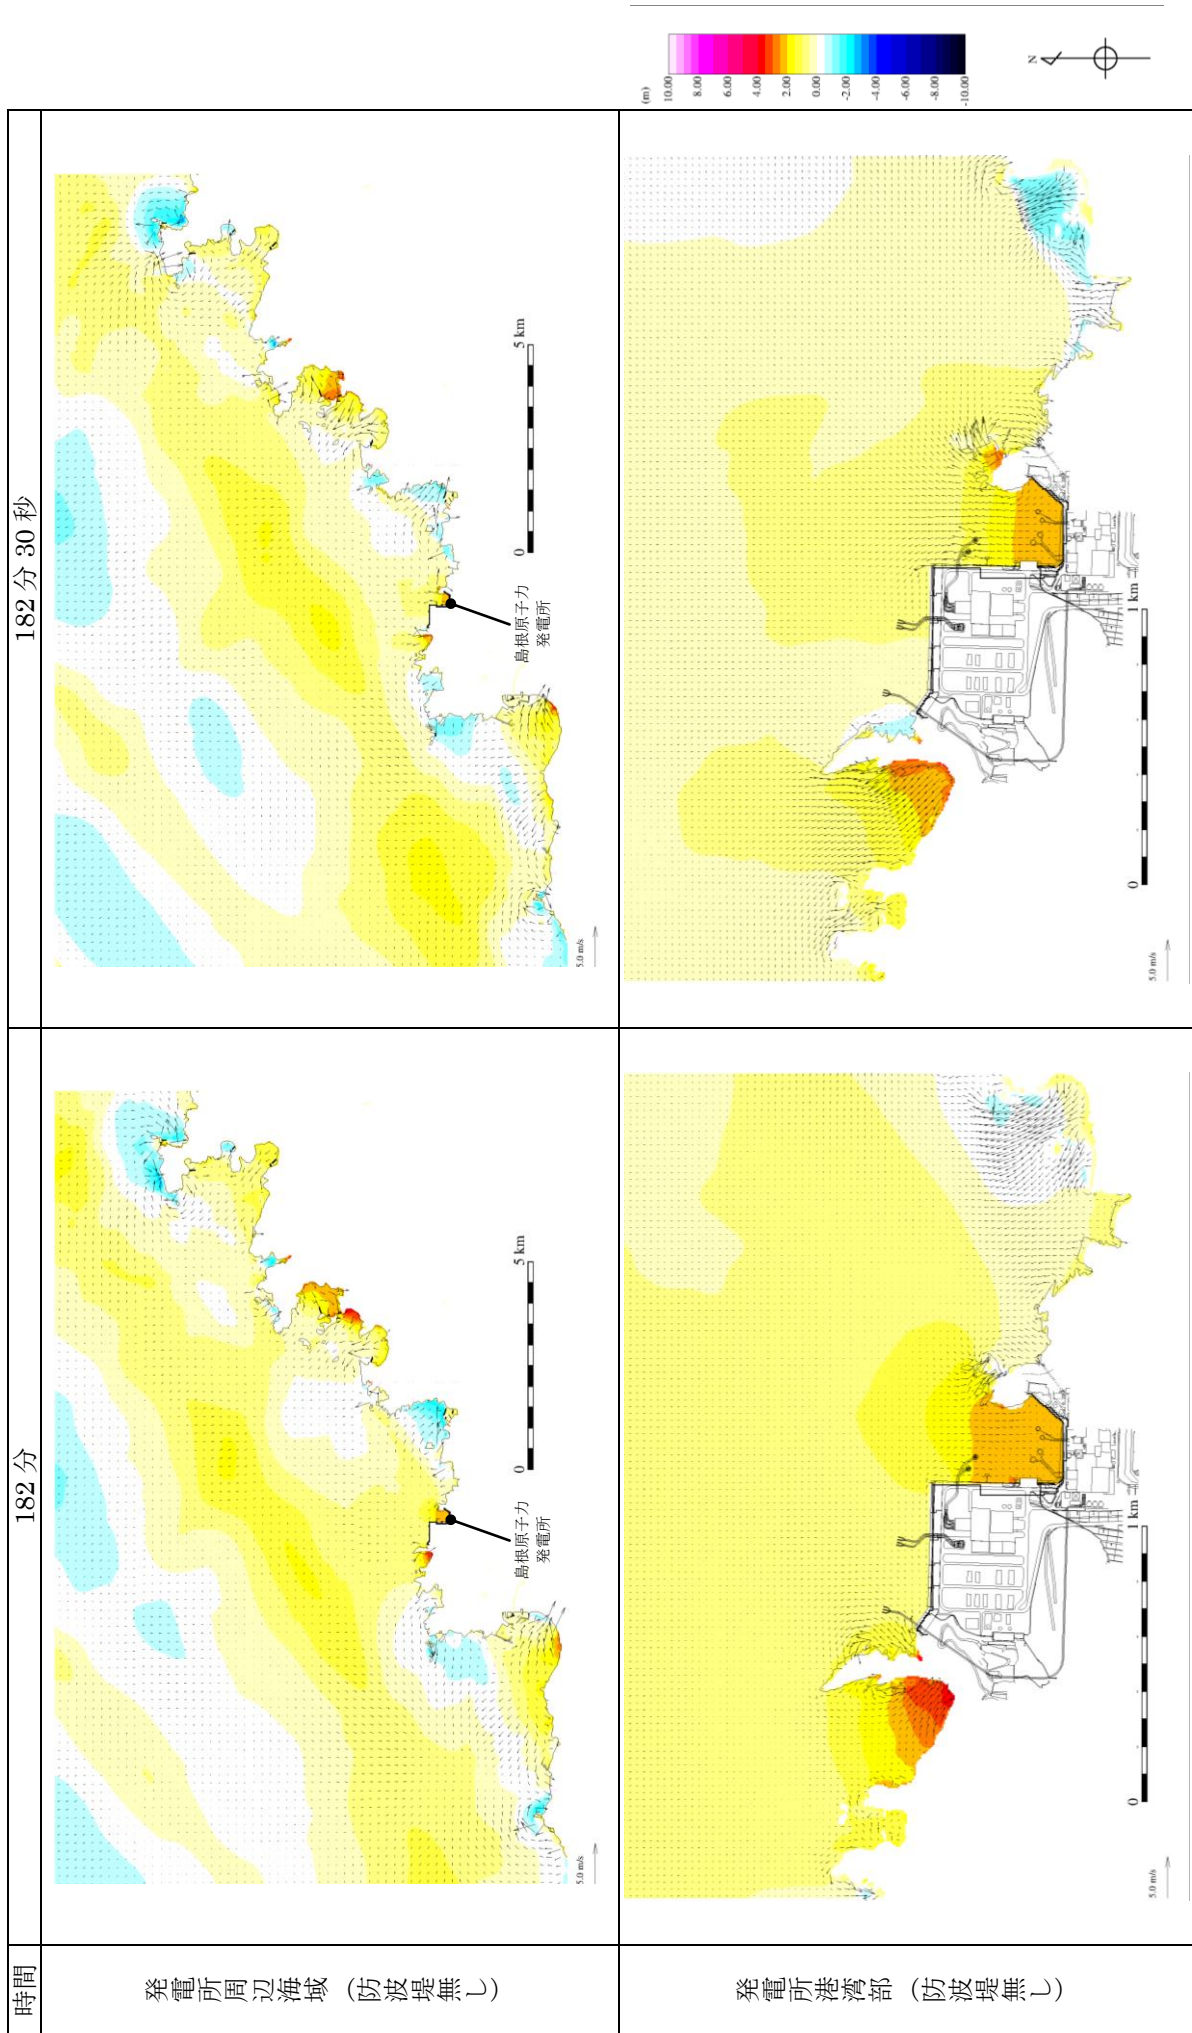 時間
182分
182分30秒
発電所周辺海域(防波堤無し)
島根原子力
発電所
0
5 km
5.0 m/s
島根原子力
発電所
0
5 km
5.0 m/s
発電所港湾部(防波堤無し)
0
1 km
5.0 m/s
0
1 km
5.0 m/s
(m)
10.00
8.00
6.00
4.00
2.00
0.00
-2.00
-4.00
-6.00
-8.00
-10.00
N